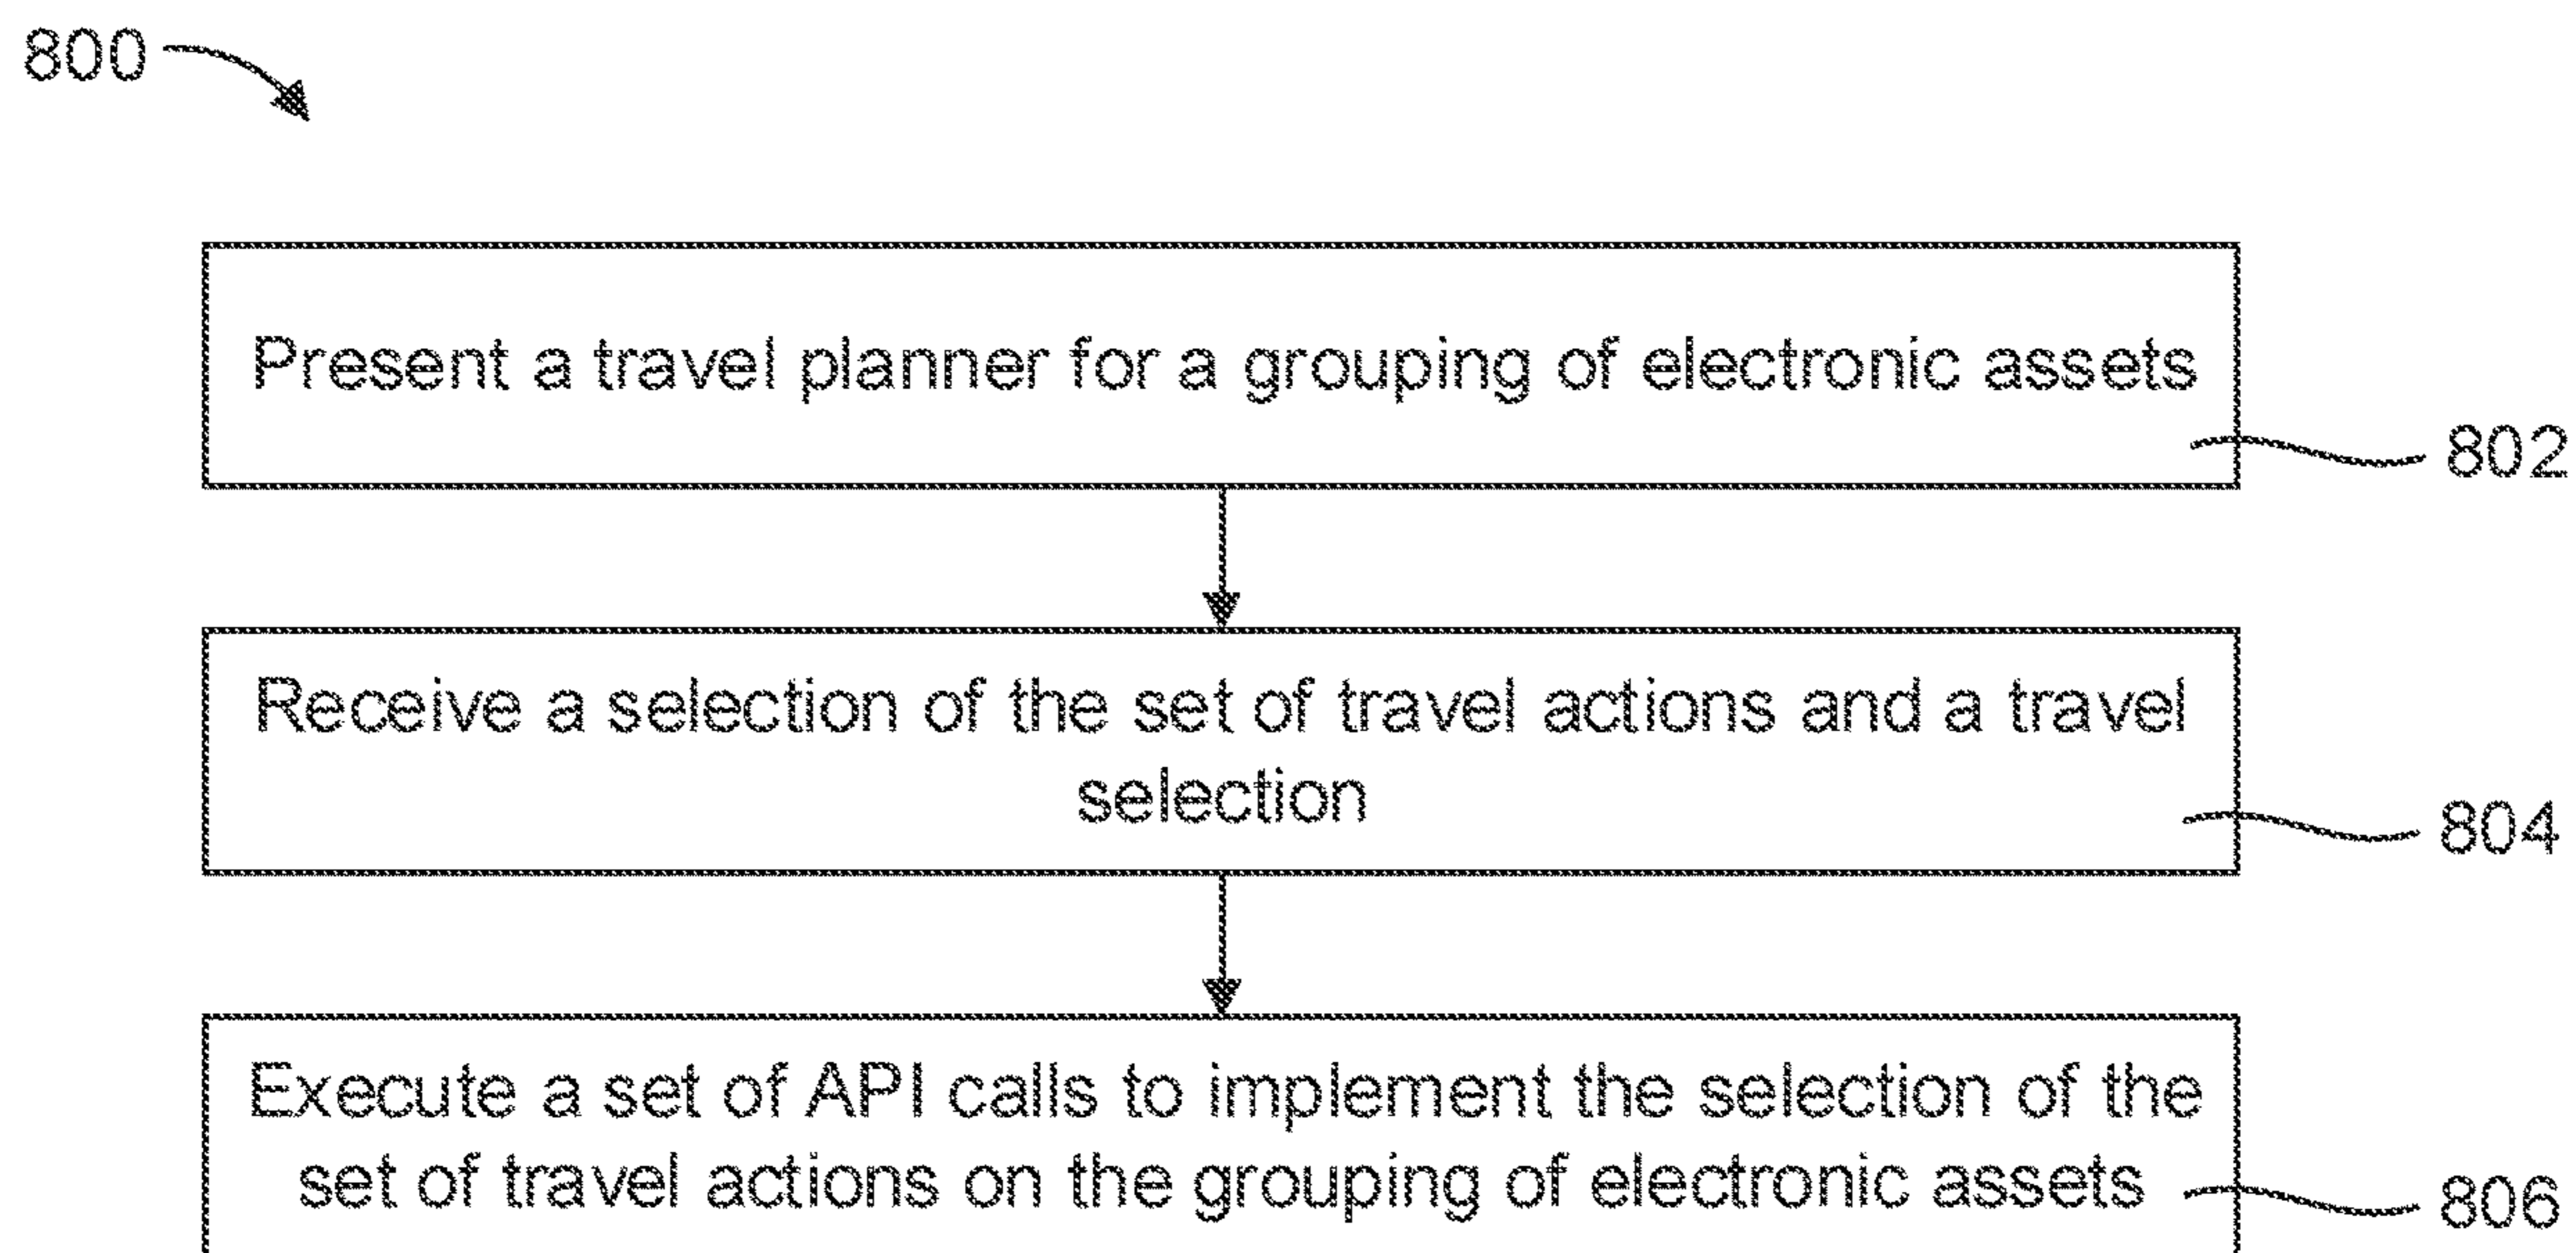 800
Present a travel planner for a grouping of electronic assets
802
Receive a selection of the set of travel actions and a travel
selection
804
Execute a set of API calls to implement the selection of the
set of travel actions on the grouping of electronic assets
806